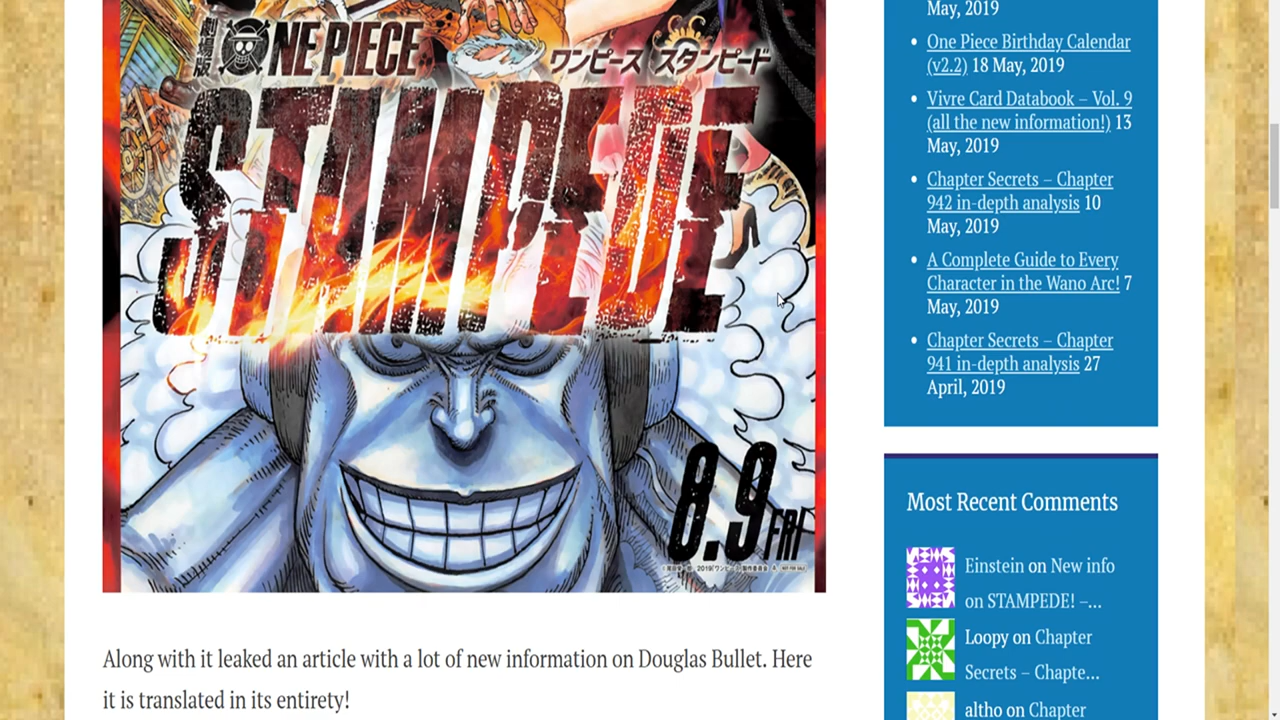 劇場版
ONE PIECE
ワンピース スタンピード
STAMPEDE
8.9 FRI
Along with it leaked an article with a lot of new information on Douglas Bullet. Here
it is translated in its entirety!
May, 2019
One Piece Birthday Calendar
(v2.2) 18 May, 2019
Vivre Card Databook – Vol. 9
(all the new information!) 13
May, 2019
Chapter Secrets – Chapter
942 in-depth analysis 10
May, 2019
A Complete Guide to Every
Character in the Wano Arc! 7
May, 2019
Chapter Secrets – Chapter
941 in-depth analysis 27
April, 2019
Most Recent Comments
Einstein on New info
on STAMPEDE! –...
Loopy on Chapter
Secrets – Chapte...
altho on Chapter